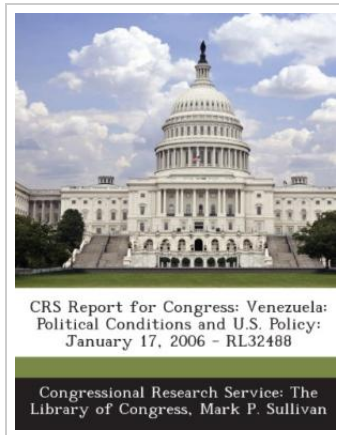 CRS Report for Congress: Venezuela:
Political Conditions and U.S. Policy:
January 17, 2006 - RL32488
Congressional Research Service: The
Library of Congress, Mark P. Sullivan